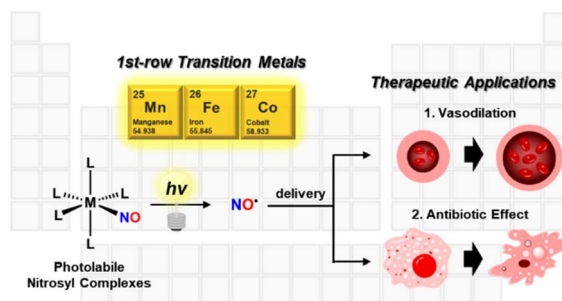 1st-row Transition Metals
25
Mn
Manganese
54.938
26
Fe
Iron
55.845
27
Co
Cobalt
58.933
Therapeutic Applications
1. Vasodilation
L
L
L
M
L
NO
L
hv
NO•
delivery
2. Antibiotic Effect
Photolabile
Nitrosyl Complexes